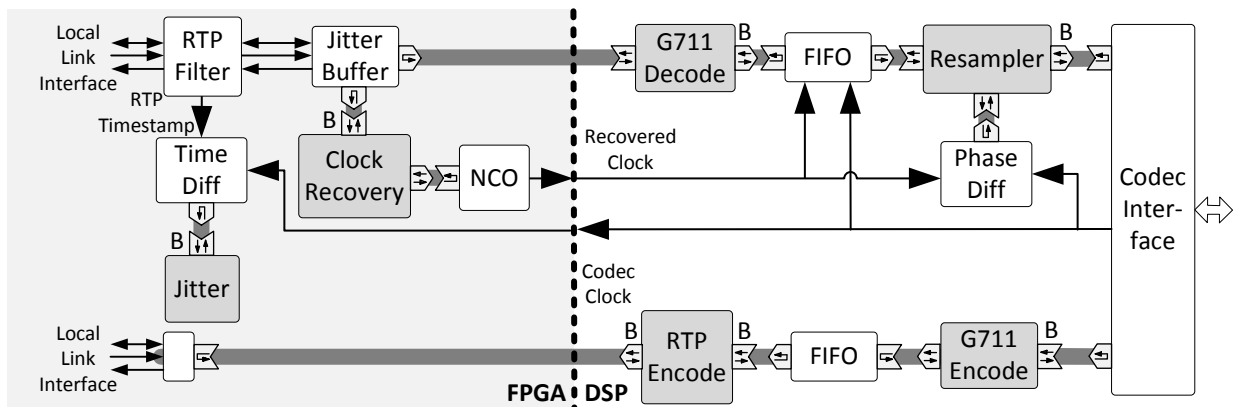 Local
Link
Interface
RTP
Filter
Jitter
Buffer
G711
Decode
B
FIFO
Resampler
B
RTP
Timestamp
B
Time
Diff
Clock
Recovery
NCO
Recovered
Clock
Phase
Diff
Codec
Inter-
face
B
Jitter
Codec
Clock
Local
Link
Interface
B
RTP
Encode
B
FIFO
G711
Encode
B
FPGA
DSP